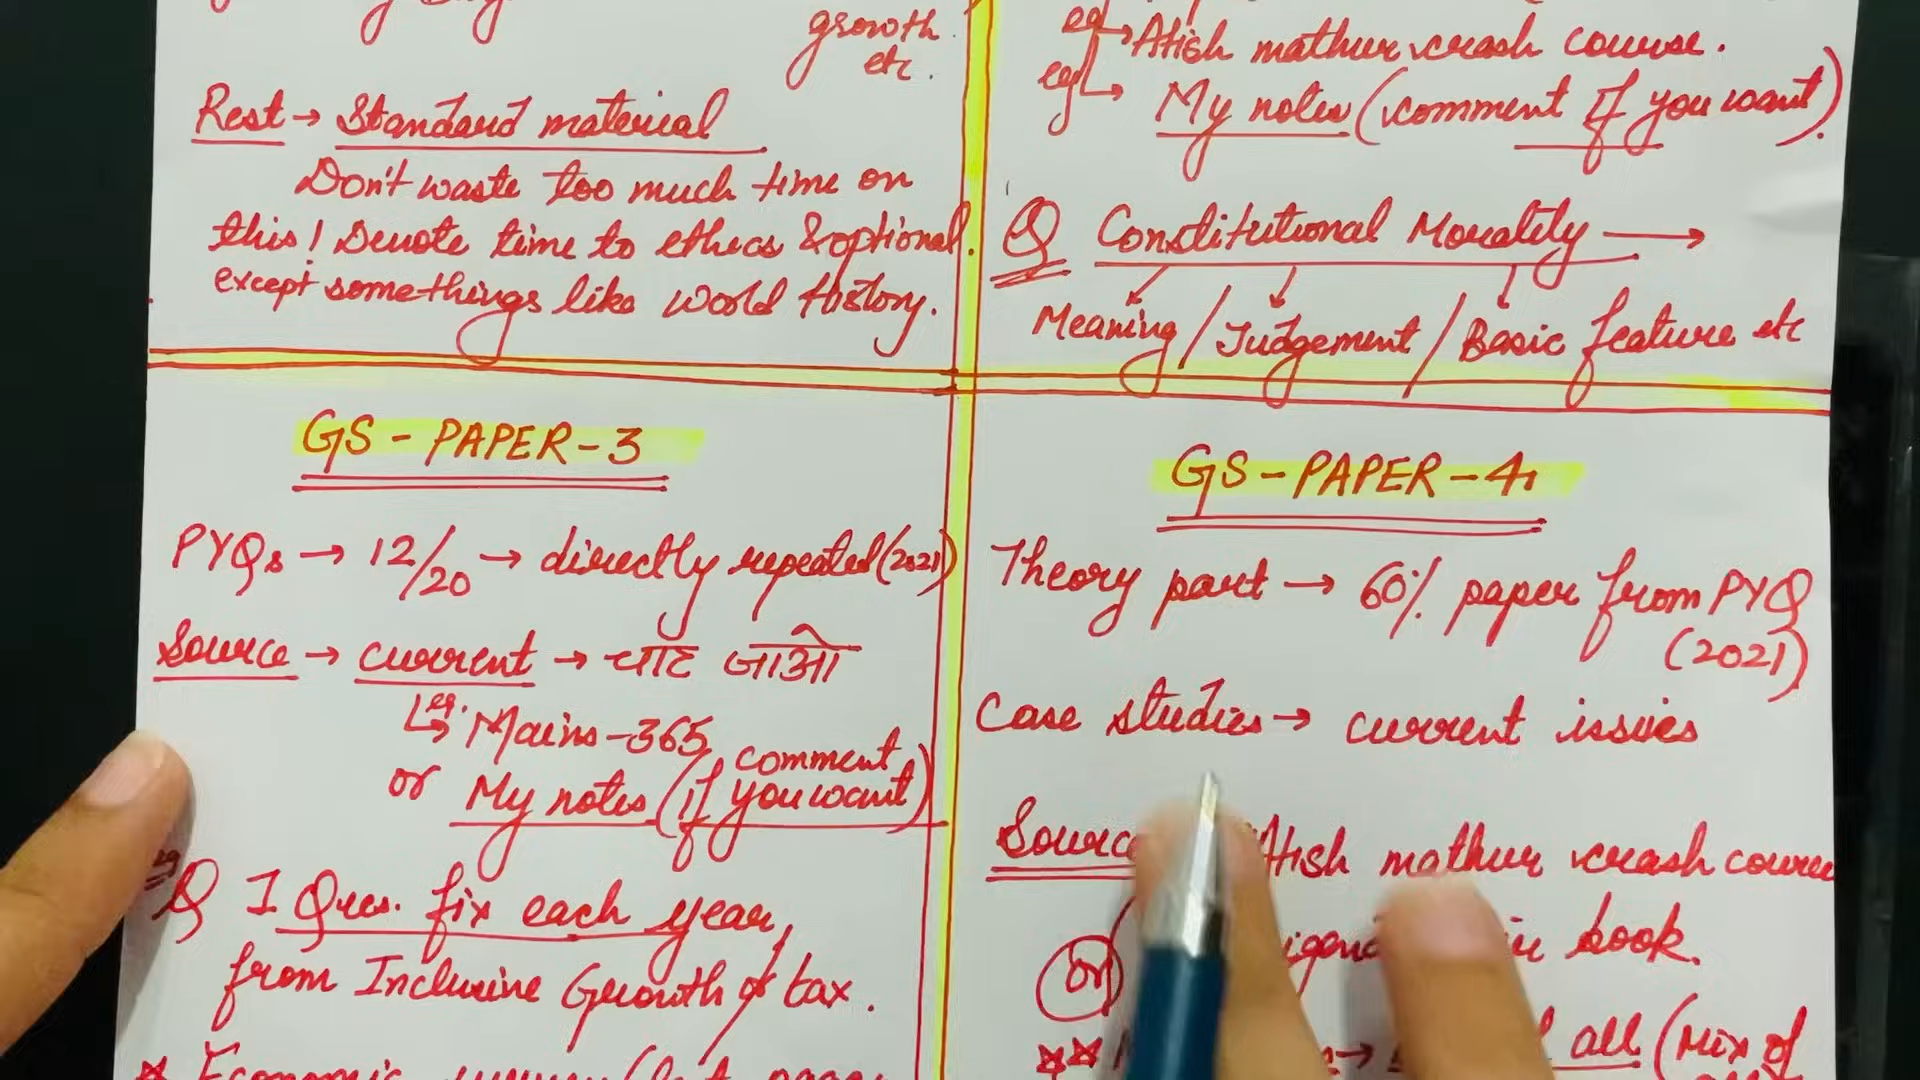 growth
etc.
Rest → Standard material
Don't waste too much time on
this! Devote time to ethics & optional.
except somethings like world History.
eg → Atish mathur crash course.
eg → My notes (comment if you want).
Q Constitutional Morality →
Meaning / Judgement / Basic feature etc
GS - PAPER - 3
PYQs → 12/20 → directly repeated (2021)
Source → current → चाट जाओ
eg. Mains-365
or My notes (if you want)
comment
Q 1 Ques. fix each year,
from Inclusive Growth & tax.
GS - PAPER - 4
Theory part → 60% paper from PYQ
(2021)
Case studies → current issues
Source Atish mathur crash course
or book.
all (Mix of